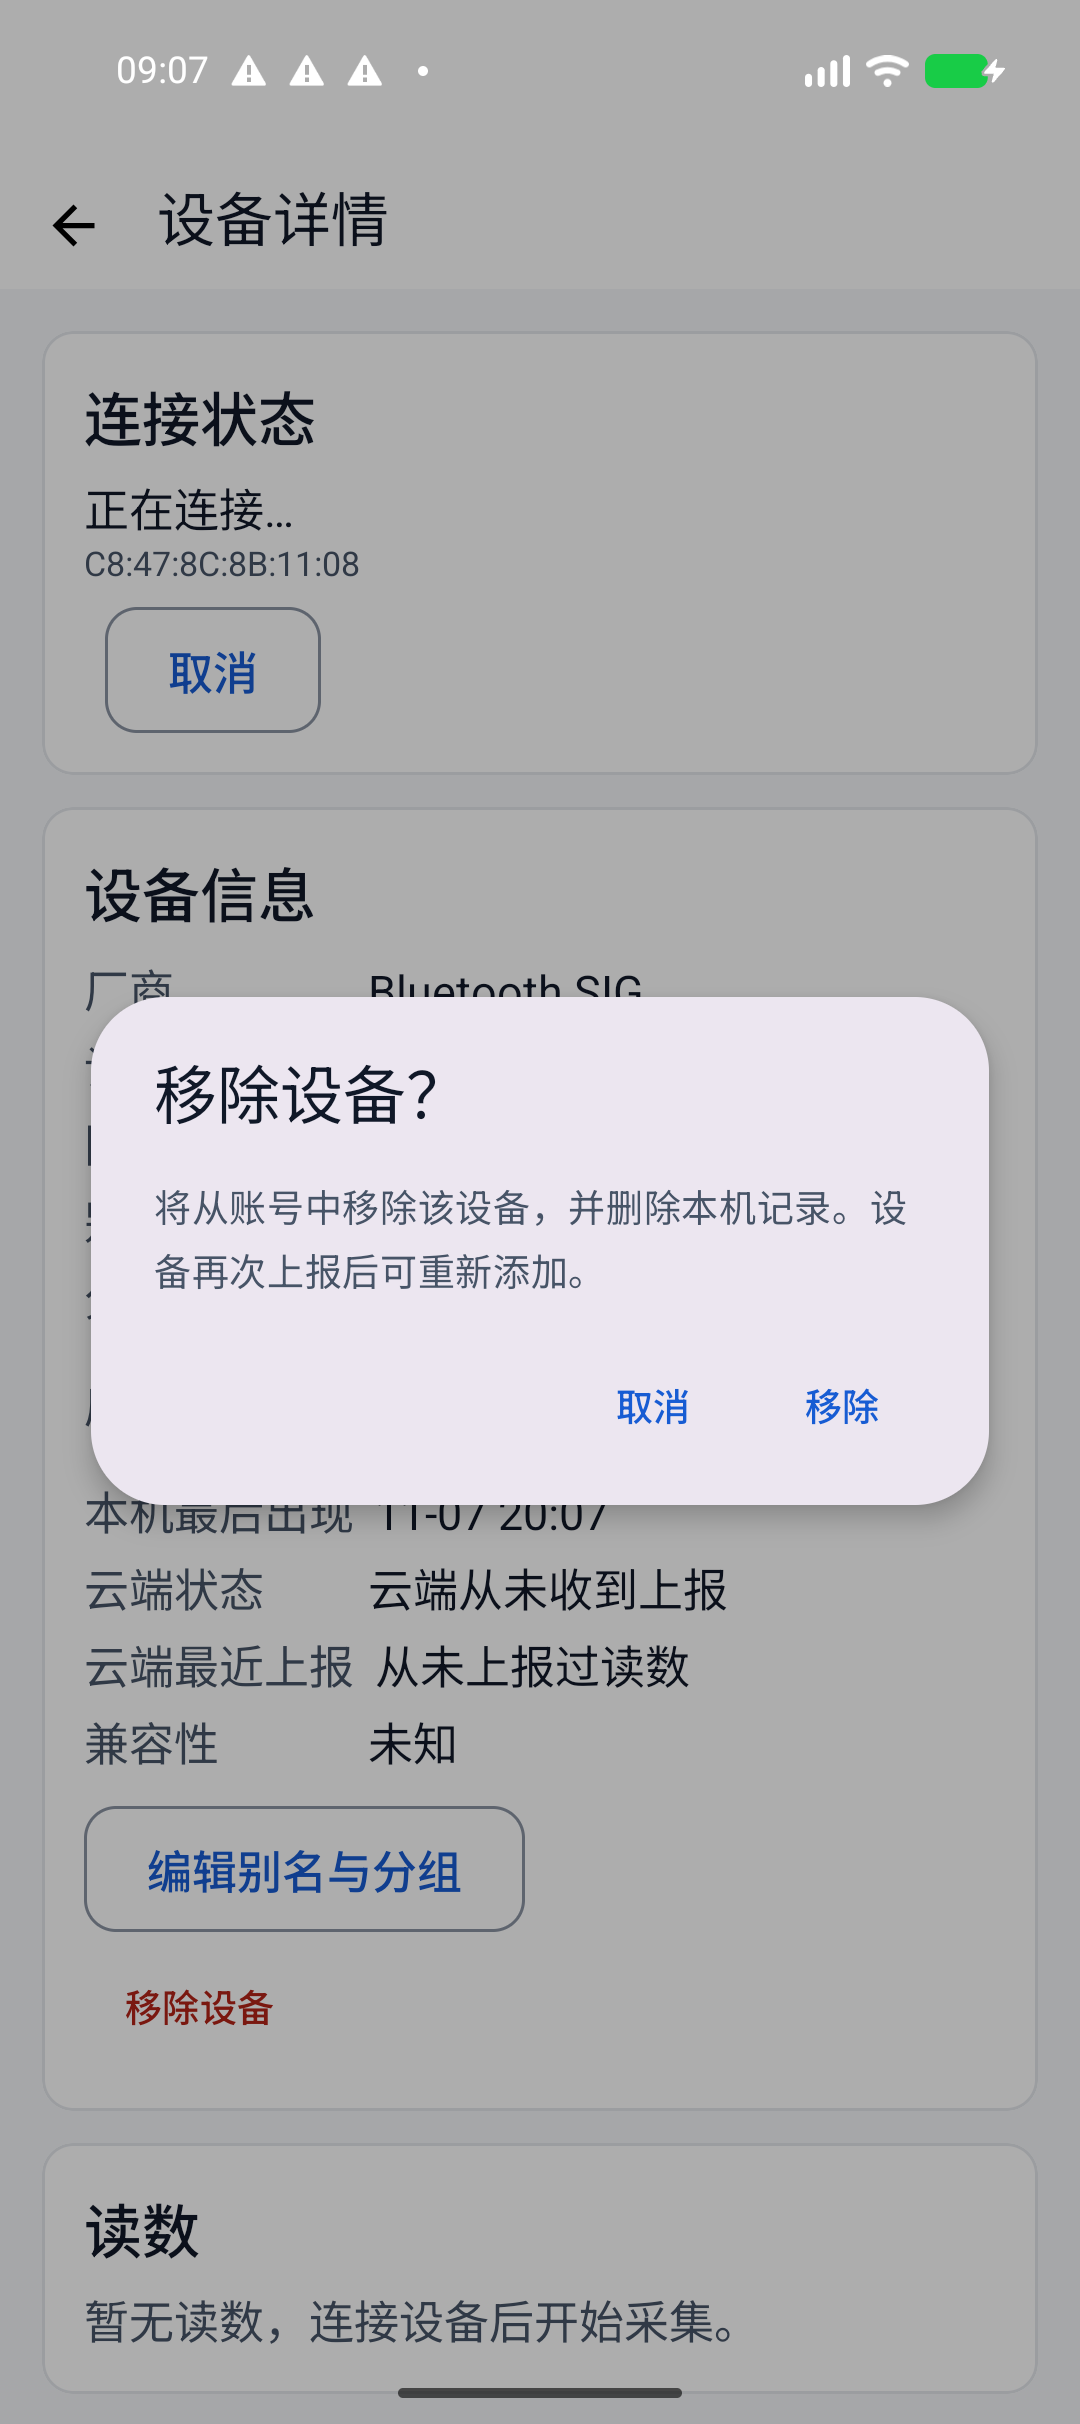 09:07
设备详情
连接状态
正在连接...
C8:47:8C:8B:11:08
取消
设备信息
厂商 Bluetooth SIG
移除设备？
将从账号中移除该设备，并删除本机记录。设
备再次上报后可重新添加。
取消 移除
本机最后出现 11-07 20:07
云端状态 云端从未收到上报
云端最近上报 从未上报过读数
兼容性 未知
编辑别名与分组
移除设备
读数
暂无读数，连接设备后开始采集。